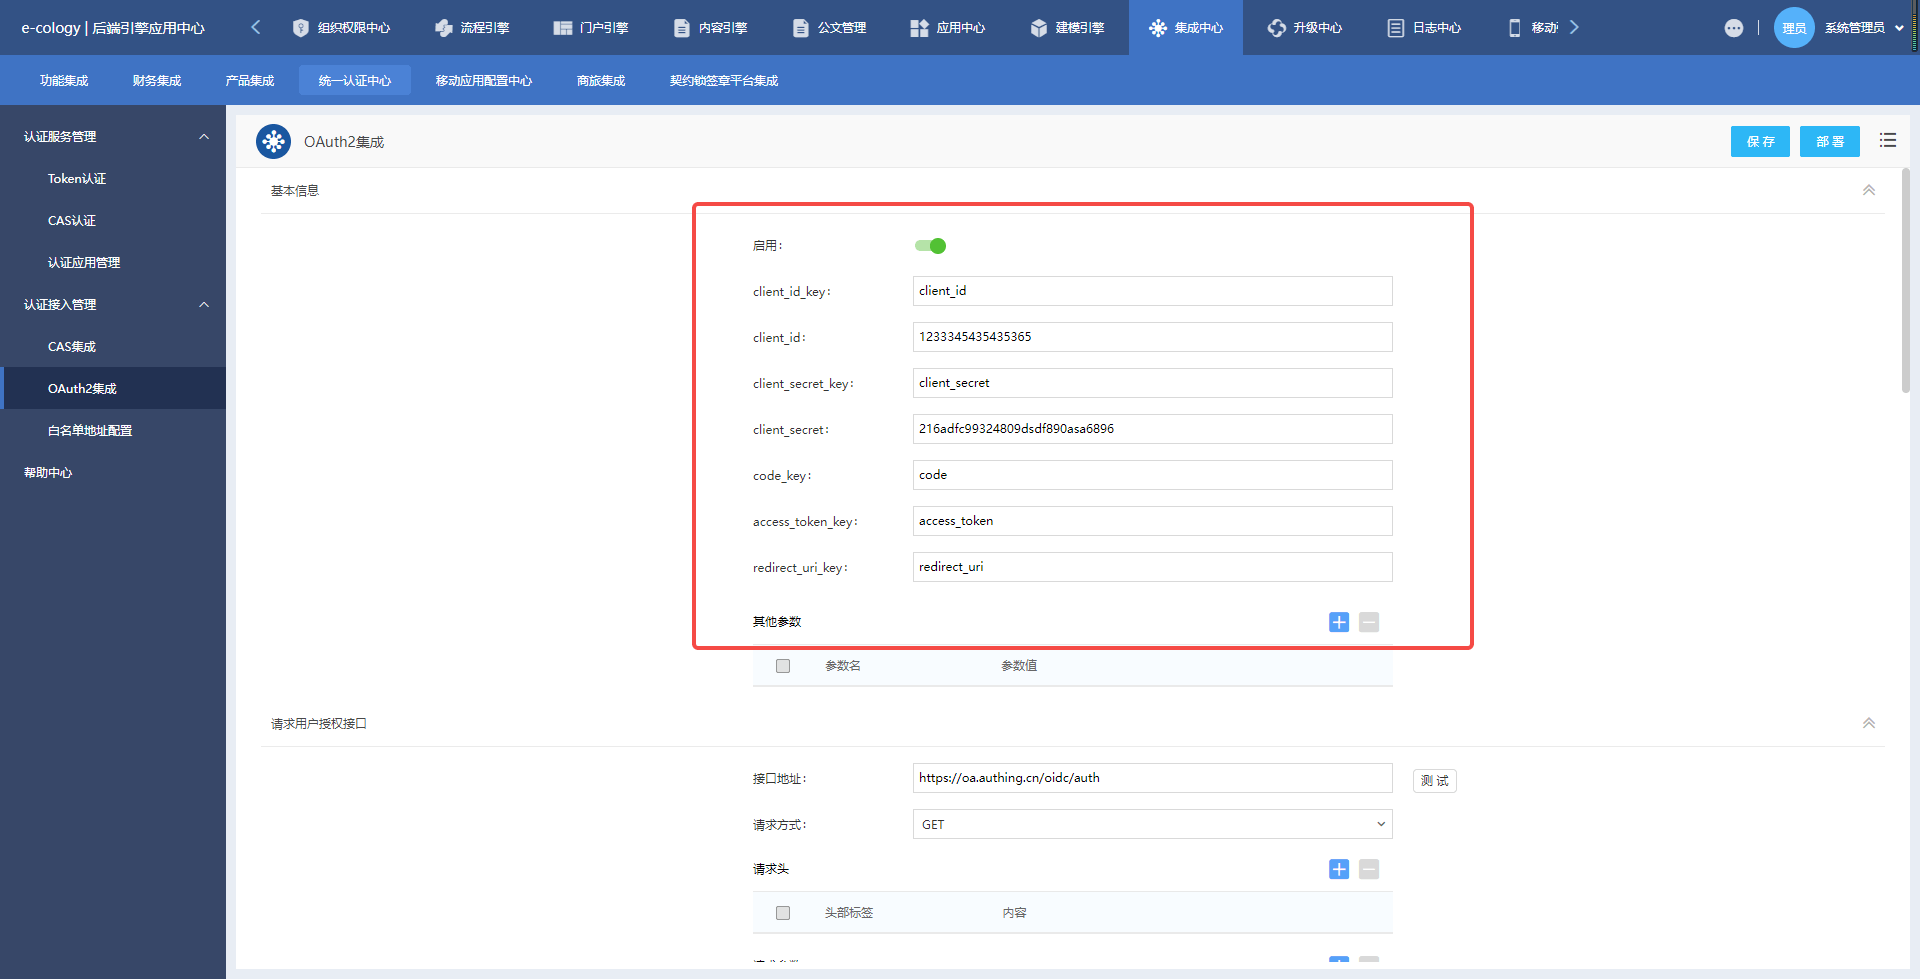 e-cology | 后端引擎应用中心
组织权限中心
流程引擎
门户引擎
内容引擎
公文管理
应用中心
建模引擎
集成中心
升级中心
日志中心
移动
理员
系统管理员
功能集成
财务集成
产品集成
统一认证中心
移动应用配置中心
商旅集成
契约锁签章平台集成
认证服务管理
Token认证
CAS认证
认证应用管理
认证接入管理
CAS集成
OAuth2集成
白名单地址配置
帮助中心
OAuth2集成
保 存
部 署
基本信息
启用：
client_id_key： client_id
client_id： 1233345435435365
client_secret_key： client_secret
client_secret： 216adfc99324809dsdf890asa6896
code_key： code
access_token_key： access_token
redirect_uri_key： redirect_uri
其他参数
参数名 参数值
请求用户授权接口
接口地址： https://oa.authing.cn/oidc/auth 测 试
请求方式： GET
请求头
头部标签 内容